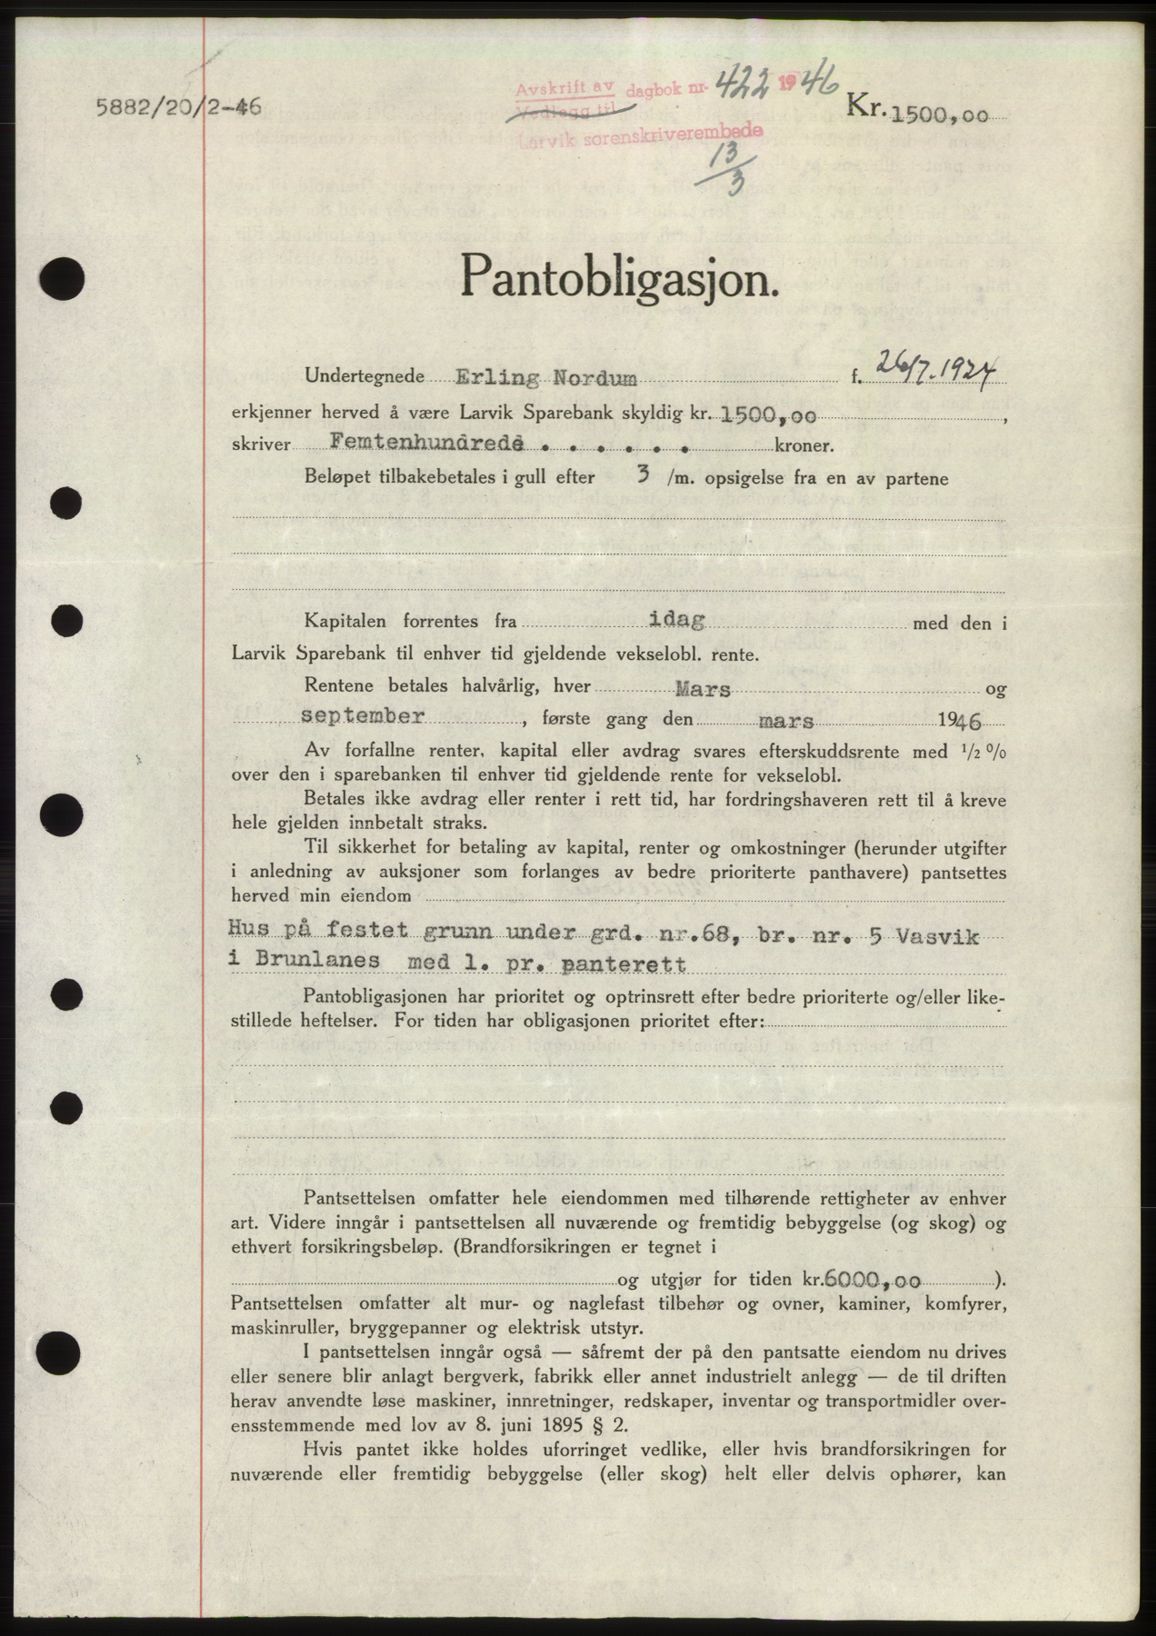 5882/20/2-46
Avskrift av dagbok nr. 422 1946
Vedlegg til
Larvik sorenskriverembede
13/3
Kr. 1500,00
Pantobligasjon.
Undertegnede Erling Nordum f. 26/7.1924
erkjenner herved å være Larvik Sparebank skyldig kr. 1500,00,
skriver Femtenhundrede . . . . . . kroner.
Beløpet tilbakebetales i gull efter 3 /m. opsigelse fra en av partene
Kapitalen forrentes fra idag med den i
Larvik Sparebank til enhver tid gjeldende vekselobl. rente.
Rentene betales halvårlig, hver Mars og
september, første gang den mars 1946
Av forfallne renter, kapital eller avdrag svares efterskuddsrente med 1/2 %
over den i sparebanken til enhver tid gjeldende rente for vekselobl.
Betales ikke avdrag eller renter i rett tid, har fordringshaveren rett til å kreve
hele gjelden innbetalt straks.
Til sikkerhet for betaling av kapital, renter og omkostninger (herunder utgifter
i anledning av auksjoner som forlanges av bedre prioriterte panthavere) pantsettes
herved min eiendom
Hus på festet grunn under grd. nr.68, br. nr. 5 Vasvik
i Brunlanes med 1. pr. panterett
Pantobligasjonen har prioritet og optrinsrett efter bedre prioriterte og/eller like-
stillede heftelser. For tiden har obligasjonen prioritet efter:
Pantsettelsen omfatter hele eiendommen med tilhørende rettigheter av enhver
art. Videre inngår i pantsettelsen all nuværende og fremtidig bebyggelse (og skog) og
ethvert forsikringsbeløp. (Brandforsikringen er tegnet i
og utgjør for tiden kr. 6000,00 ).
Pantsettelsen omfatter alt mur- og naglefast tilbehør og ovner, kaminer, komfyrer,
maskinruller, bryggepanner og elektrisk utstyr.
I pantsettelsen inngår også — såfremt der på den pantsatte eiendom nu drives
eller senere blir anlagt bergverk, fabrikk eller annet industrielt anlegg — de til driften
herav anvendte løse maskiner, innretninger, redskaper, inventar og transportmidler over-
ensstemmende med lov av 8. juni 1895 § 2.
Hvis pantet ikke holdes uforringet vedlike, eller hvis brandforsikringen for
nuværende eller fremtidig bebyggelse (eller skog) helt eller delvis ophører, kan